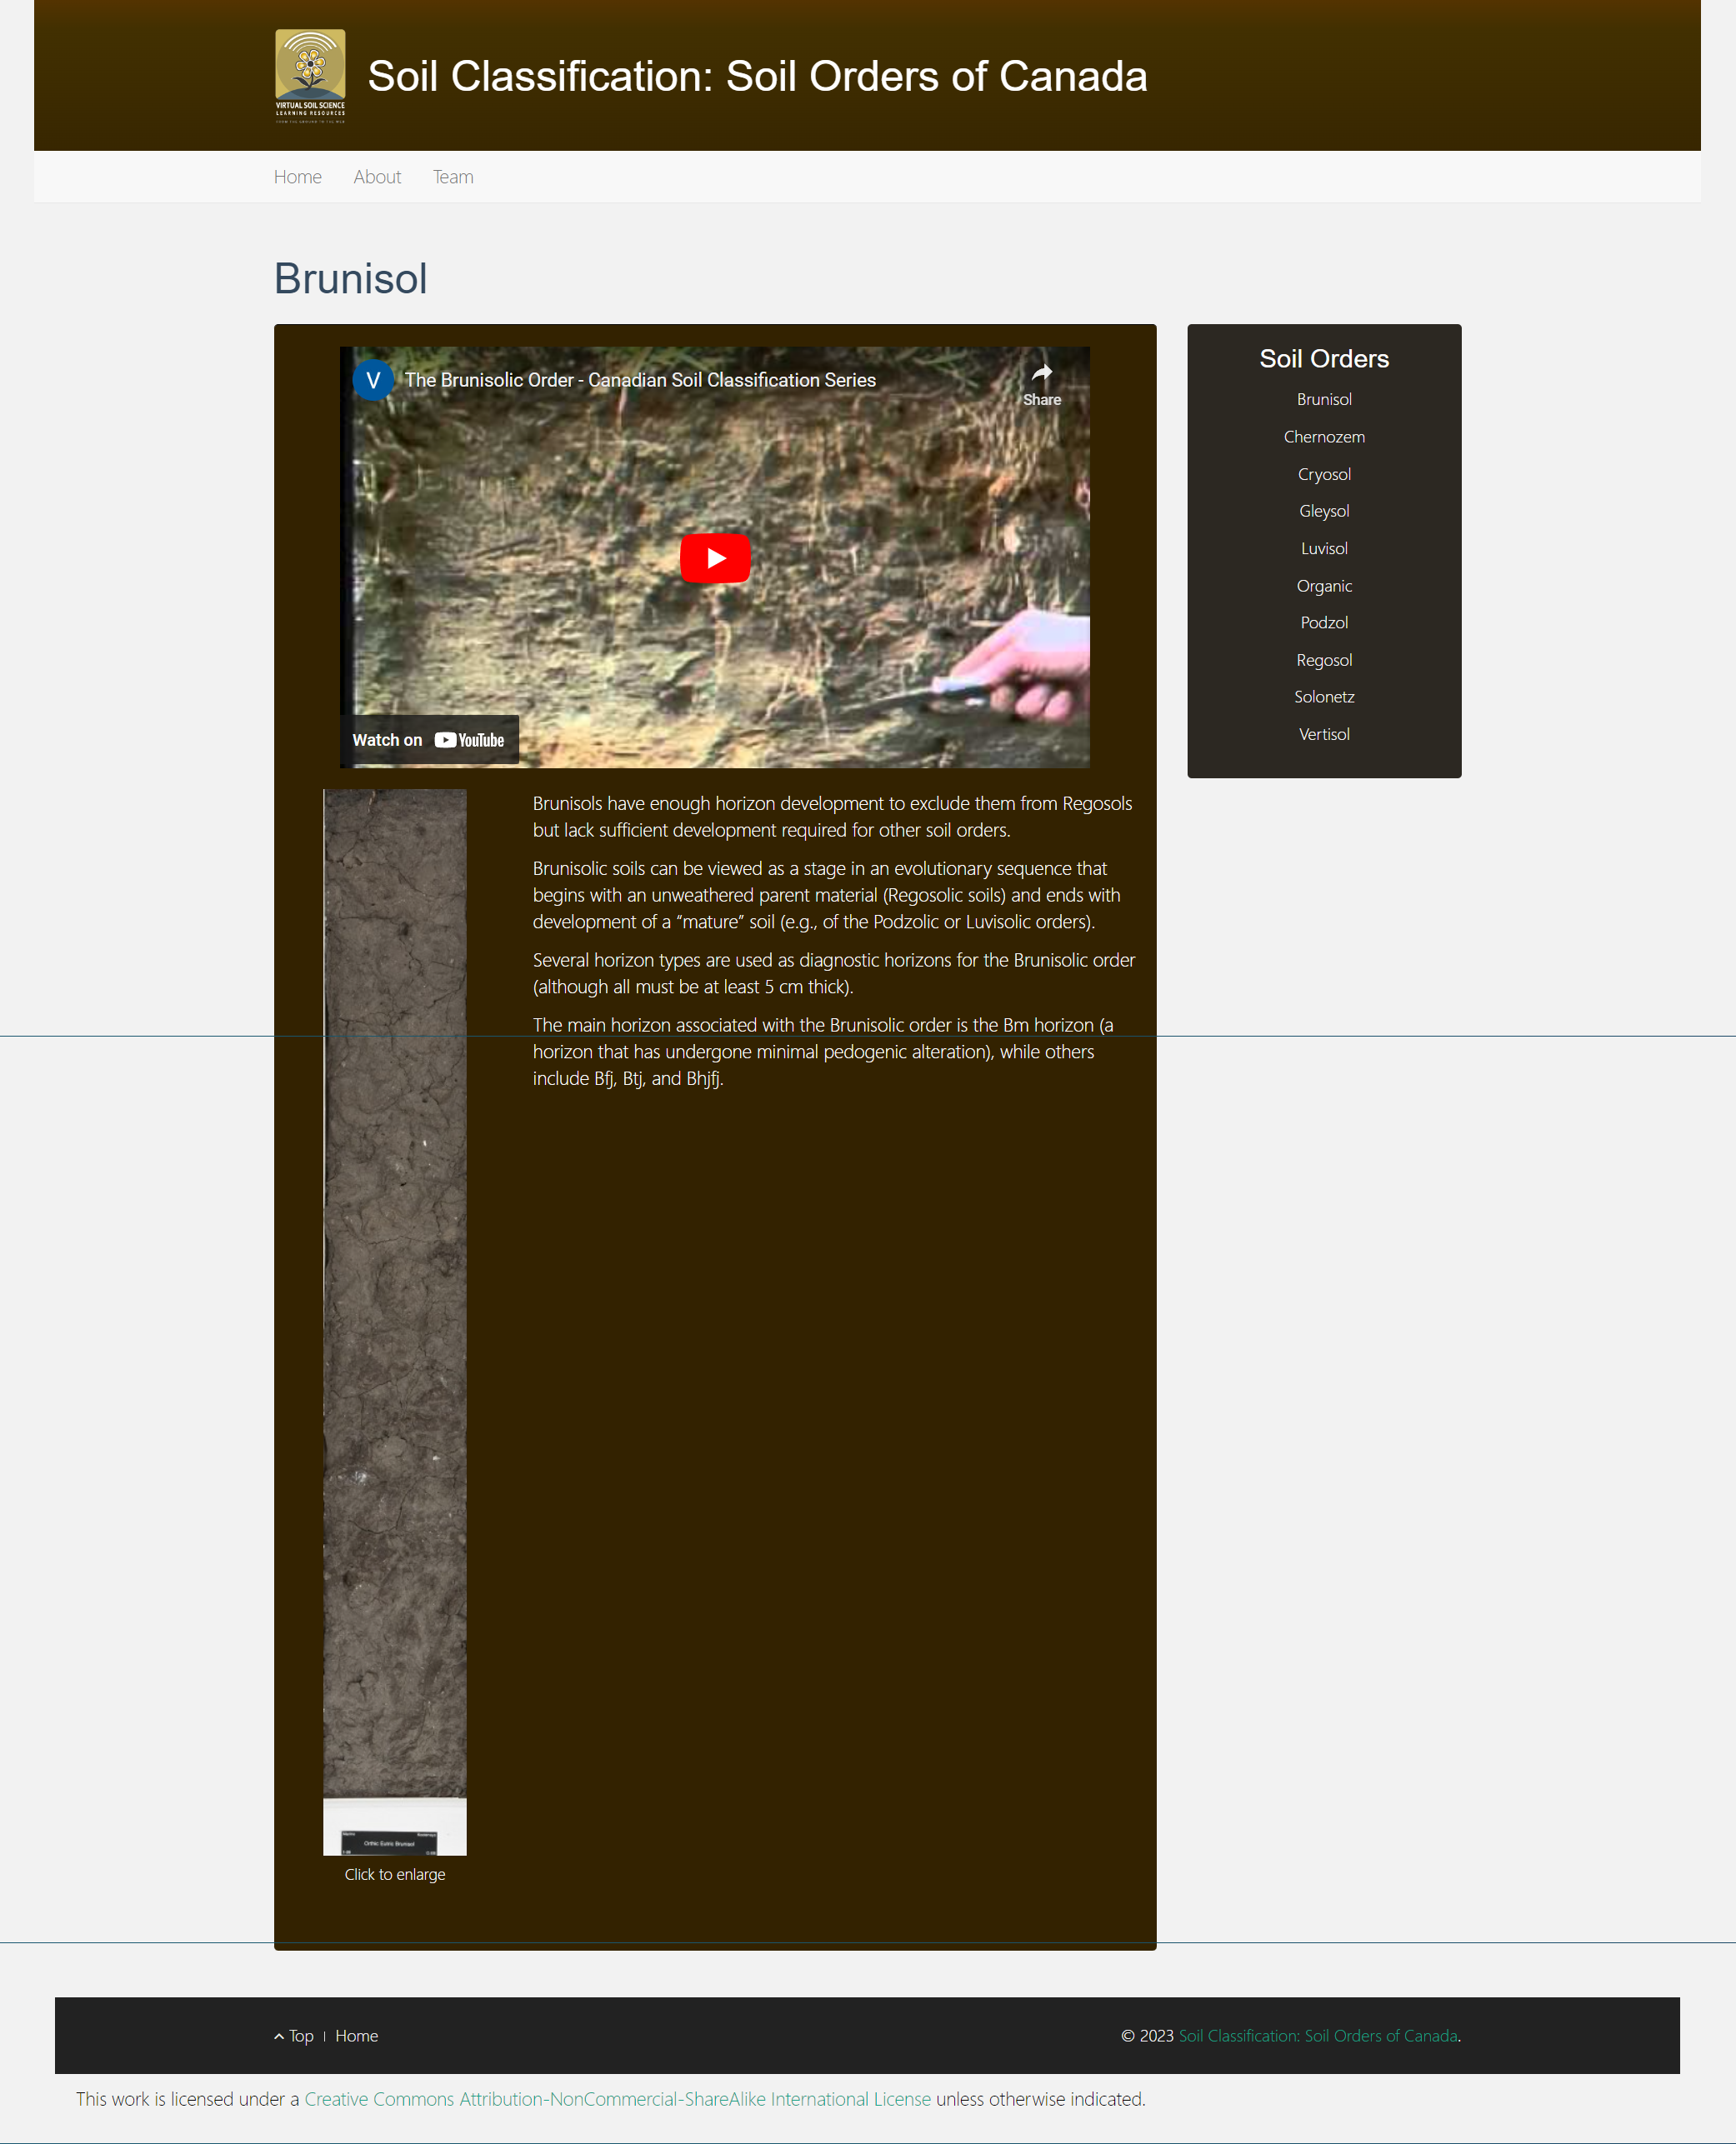 VIRTUAL SOIL SCIENCE
LEARNING RESOURCES
Soil Classification: Soil Orders of Canada
Home
About
Team
Brunisol
V
The Brunisolic Order - Canadian Soil Classification Series
Share
Watch on YouTube
Brunisols have enough horizon development to exclude them from Regosols
but lack sufficient development required for other soil orders.
Brunisolic soils can be viewed as a stage in an evolutionary sequence that
begins with an unweathered parent material (Regosolic soils) and ends with
development of a “mature” soil (e.g., of the Podzolic or Luvisolic orders).
Several horizon types are used as diagnostic horizons for the Brunisolic order
(although all must be at least 5 cm thick).
The main horizon associated with the Brunisolic order is the Bm horizon (a
horizon that has undergone minimal pedogenic alteration), while others
include Bfj, Btj, and Bhjfj.
Orthic Eutric Brunisol
Click to enlarge
Soil Orders
Brunisol
Chernozem
Cryosol
Gleysol
Luvisol
Organic
Podzol
Regosol
Solonetz
Vertisol
Top | Home
© 2023 Soil Classification: Soil Orders of Canada.
This work is licensed under a Creative Commons Attribution-NonCommercial-ShareAlike International License unless otherwise indicated.